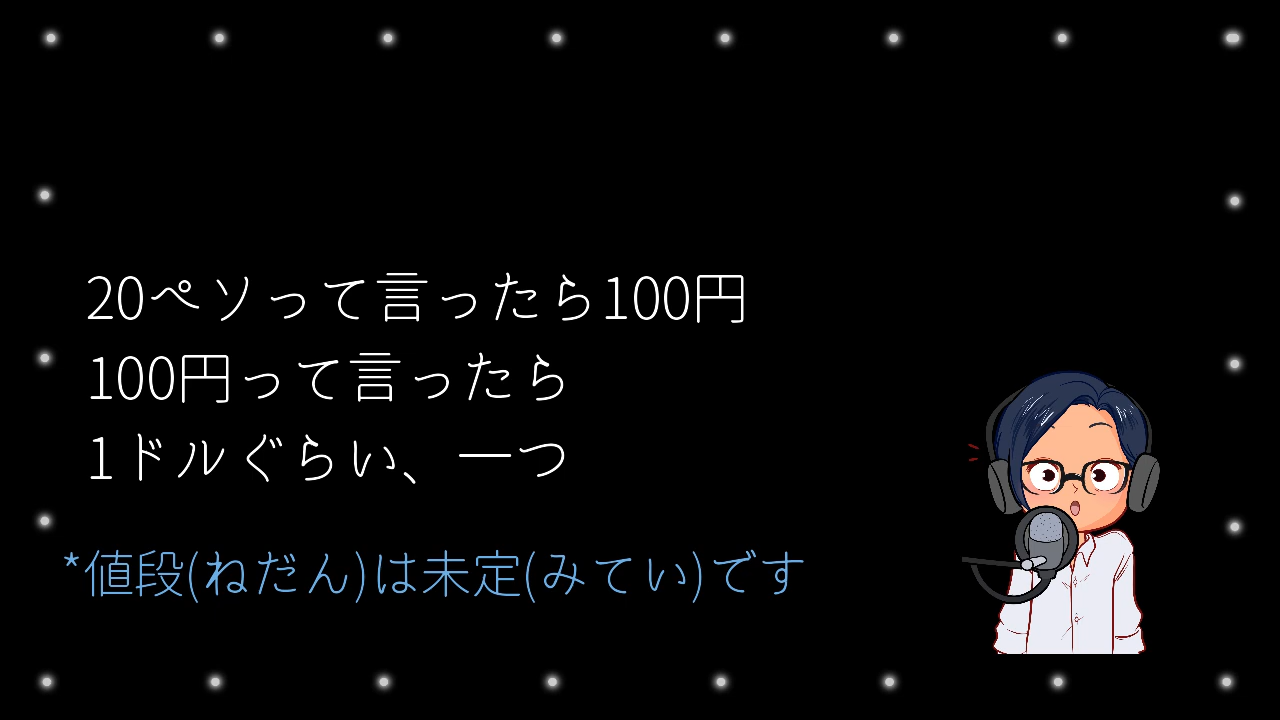 20ペソって言ったら100円
100円って言ったら
1ドルぐらい、一つ
*値段(ねだん)は未定(みてい)です